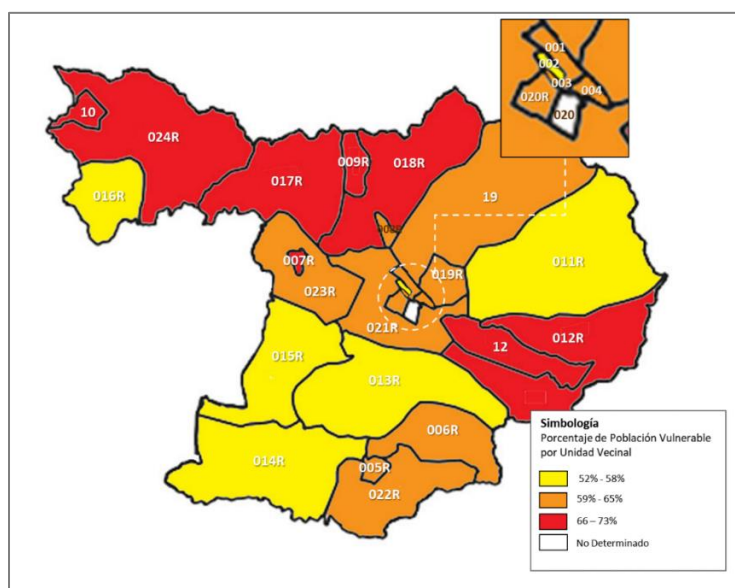 001
002
003
004
020R
020
10
024R
016R
017R
009R
018R
19
008R
007R
023R
019R
011R
021R
015R
013R
12
012R
006R
014R
005R
022R
Simbología
Porcentaje de Población Vulnerable
por Unidad Vecinal
52% - 58%
59% - 65%
66 – 73%
No Determinado